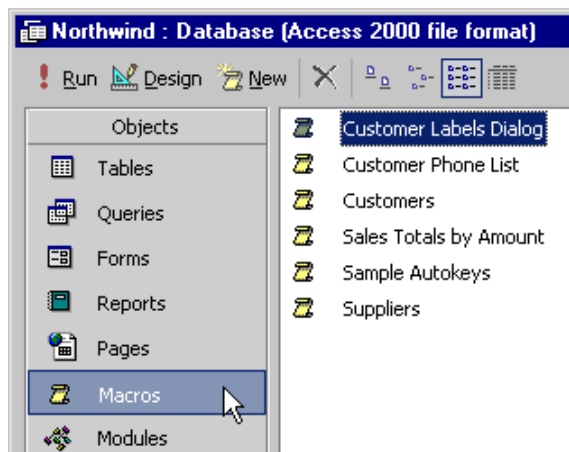 Northwind : Database (Access 2000 file format)
Run Design New
Objects
Tables
Queries
Forms
Reports
Pages
Macros
Modules
Customer Labels Dialog
Customer Phone List
Customers
Sales Totals by Amount
Sample Autokeys
Suppliers